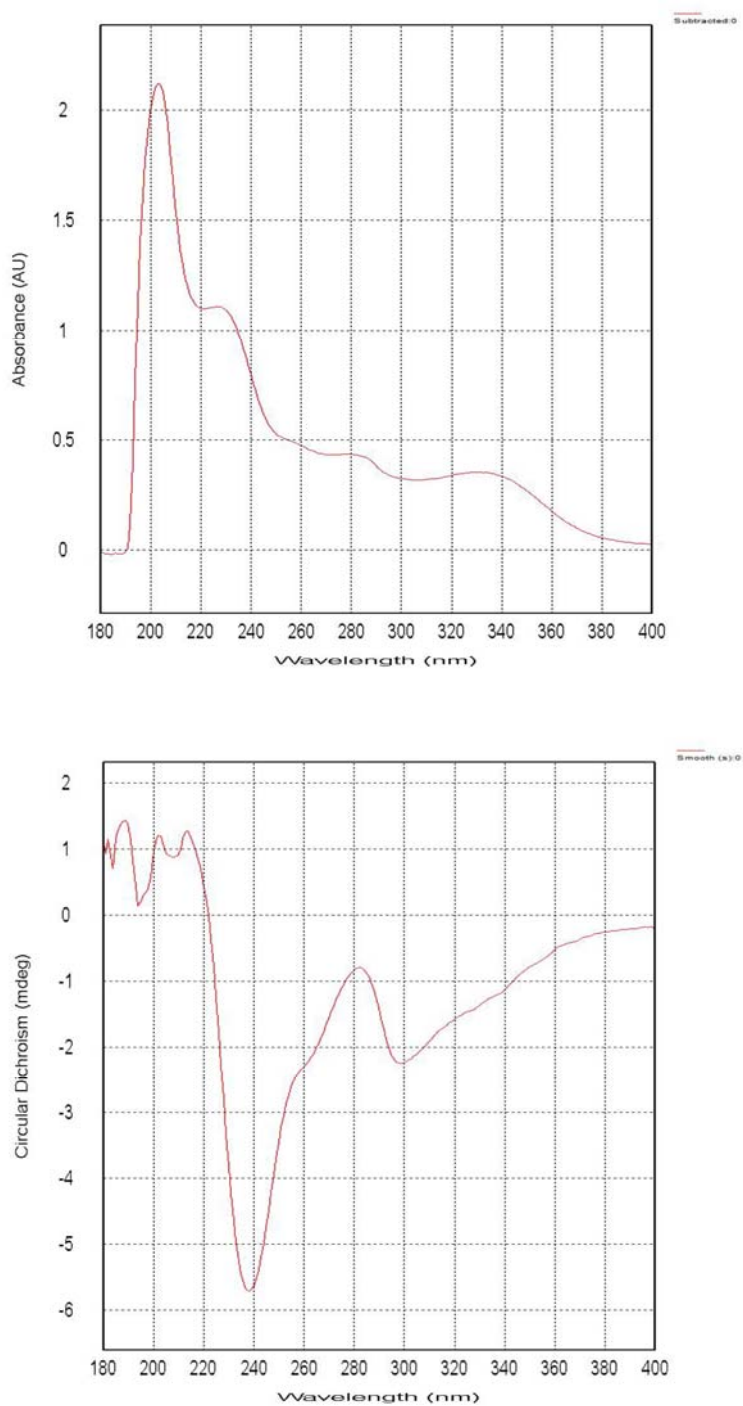 Subtracted:0
2
1.5
1
0.5
0
Absorbance (AU)
180 200 220 240 260 280 300 320 340 360 380 400
Wavelength (nm)
Smooth (s):0
2
1
0
-1
-2
-3
-4
-5
-6
Circular Dichroism (mdeg)
180 200 220 240 260 280 300 320 340 360 380 400
Wavelength (nm)